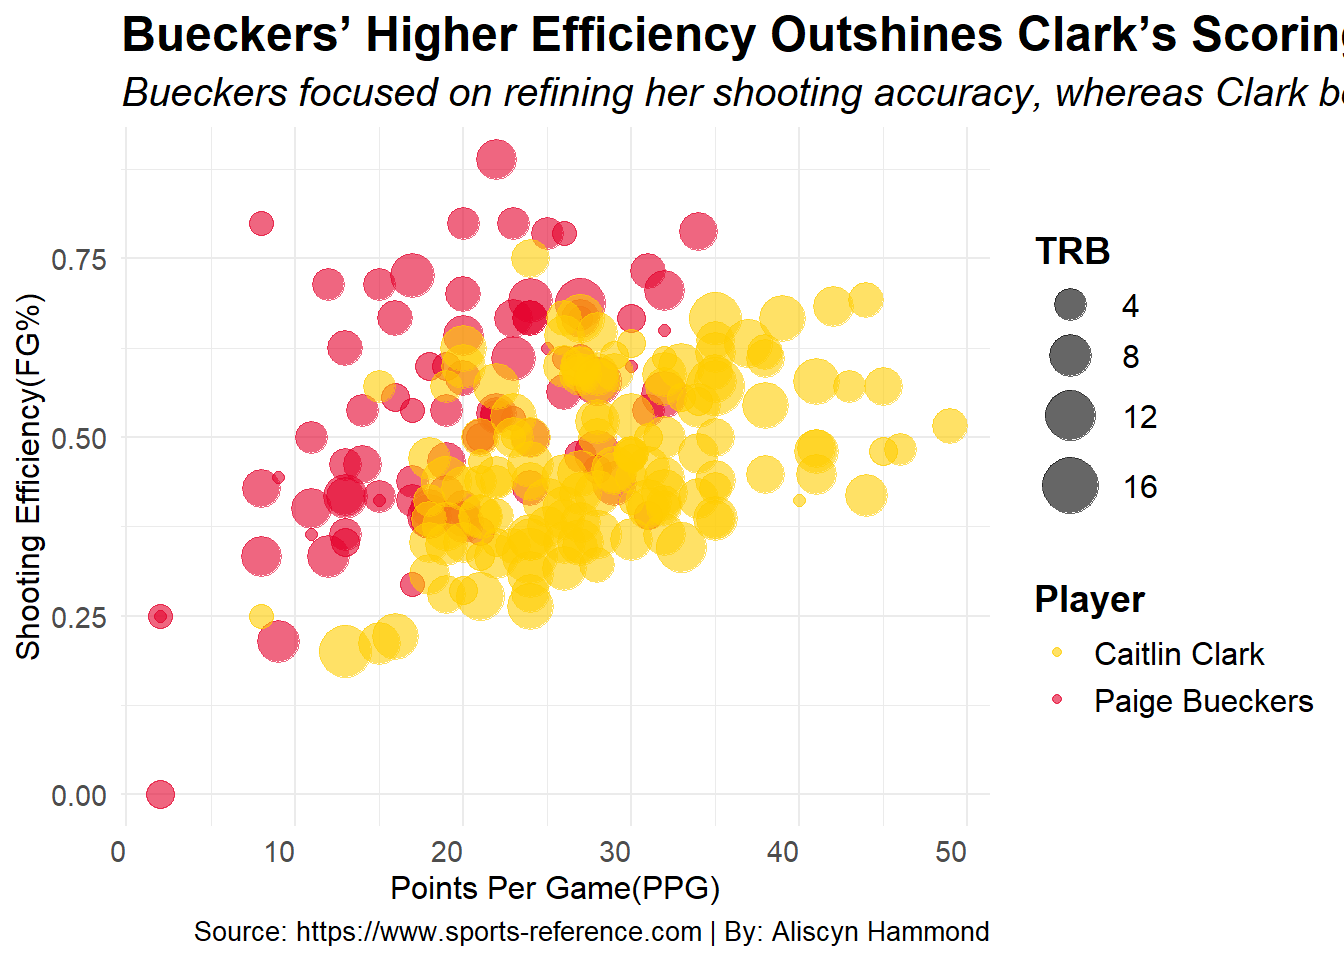 Bueckers’ Higher Efficiency Outshines Clark’s Scoring
Bueckers focused on refining her shooting accuracy, whereas Clark
TRB
4
8
12
16
Player
Caitlin Clark
Paige Bueckers
Shooting Efficiency(FG%)
0.75
0.50
0.25
0.00
0 10 20 30 40 50
Points Per Game(PPG)
Source: https://www.sports-reference.com | By: Aliscyn Hammond